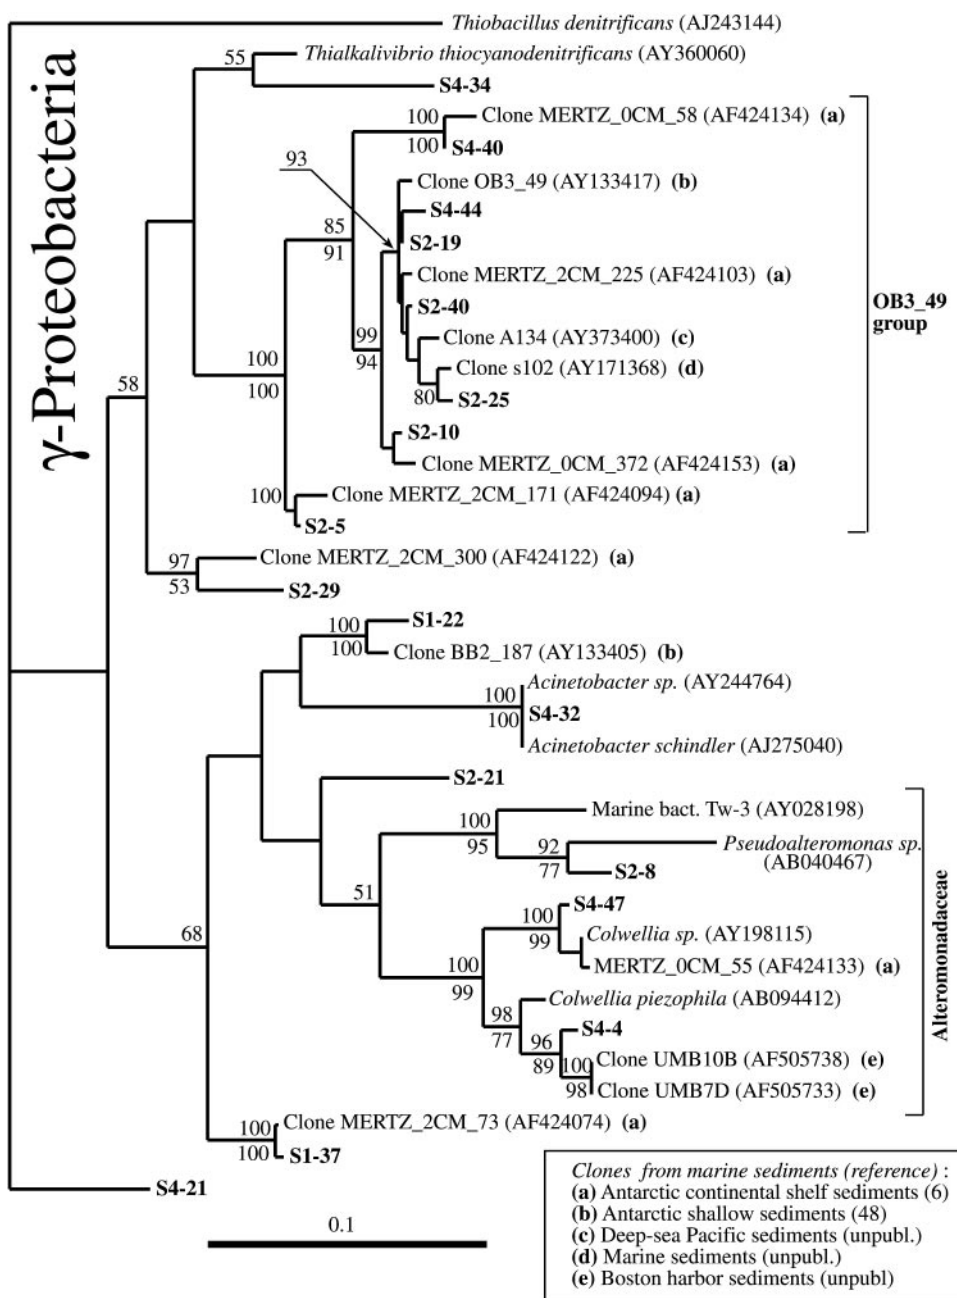 γ-Proteobacteria
Thiobacillus denitrificans (AJ243144)
55
Thialkalivibrio thiocyanodenitrificans (AY360060)
S4-34
100
Clone MERTZ_0CM_58 (AF424134) (a)
100
S4-40
93
Clone OB3_49 (AY133417) (b)
S4-44
85
S2-19
91
Clone MERTZ_2CM_225 (AF424103) (a)
S2-40
OB3_49
group
99
Clone A134 (AY373400) (c)
94
100
Clone s102 (AY171368) (d)
100
58
80
S2-25
S2-10
Clone MERTZ_0CM_372 (AF424153) (a)
100
Clone MERTZ_2CM_171 (AF424094) (a)
S2-5
97
Clone MERTZ_2CM_300 (AF424122) (a)
53
S2-29
100
S1-22
100
Clone BB2_187 (AY133405) (b)
Acinetobacter sp. (AY244764)
100
S4-32
100
Acinetobacter schindler (AJ275040)
S2-21
Marine bact. Tw-3 (AY028198)
100
95
92
Pseudoalteromonas sp.
(AB040467)
77
S2-8
51
S4-47
100
99
Colwellia sp. (AY198115)
68
MERTZ_0CM_55 (AF424133) (a)
100
99
Colwellia piezophila (AB094412)
98
77
S4-4
96
89
100
Clone UMB10B (AF505738) (e)
98
Clone UMB7D (AF505733) (e)
Alteromonadaceae
100
Clone MERTZ_2CM_73 (AF424074) (a)
100
S1-37
S4-21
0.1
Clones from marine sediments (reference) :
(a) Antarctic continental shelf sediments (6)
(b) Antarctic shallow sediments (48)
(c) Deep-sea Pacific sediments (unpubl.)
(d) Marine sediments (unpubl.)
(e) Boston harbor sediments (unpubl)